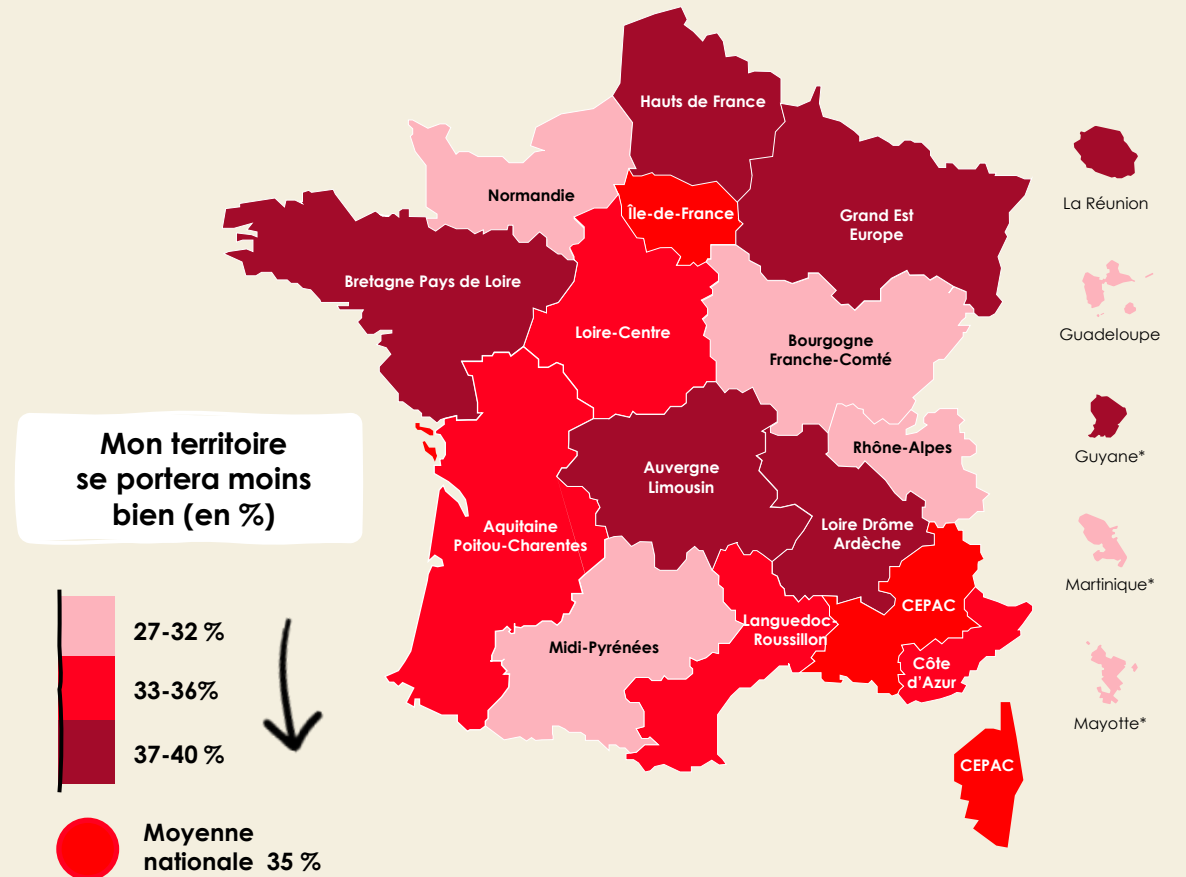 Hauts de France
Normandie
Île-de-France
Grand Est
Europe
Bretagne Pays de Loire
Loire-Centre
Bourgogne
Franche-Comté
Rhône-Alpes
Auvergne
Limousin
Loire Drôme
Ardèche
Aquitaine
Poitou-Charentes
CEPAC
Languedoc-
Roussillon
Midi-Pyrénées
Côte
d'Azur
CEPAC
La Réunion
Guadeloupe
Guyane*
Martinique*
Mayotte*
Mon territoire
se portera moins
bien (en %)
27-32 %
33-36%
37-40 %
Moyenne
nationale 35 %